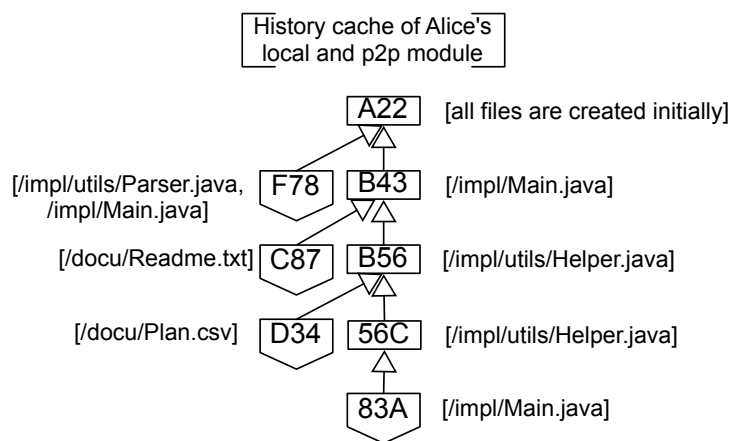 History cache of Alice's
local and p2p module
A22 [all files are created initially]
[/impl/utils/Parser.java,
/impl/Main.java]
F78 B43 [/impl/Main.java]
[/docu/Readme.txt] C87 B56 [/impl/utils/Helper.java]
[/docu/Plan.csv] D34 56C [/impl/utils/Helper.java]
83A [/impl/Main.java]